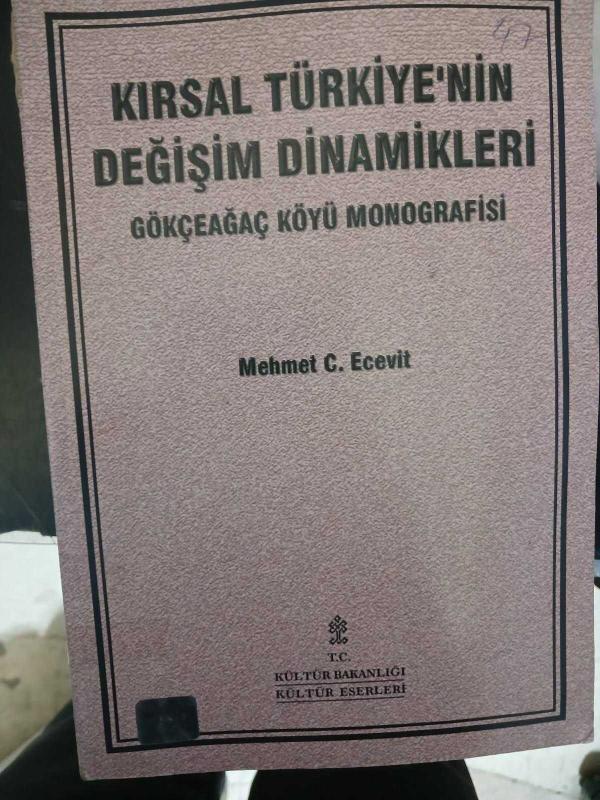 47
KIRSAL TÜRKİYE'NİN
DEĞİŞİM DİNAMİKLERİ
GÖKÇEAĞAÇ KÖYÜ MONOGRAFİSİ
Mehmet C. Ecevit
T.C.
KÜLTÜR BAKANLIĞI
KÜLTÜR ESERLERİ